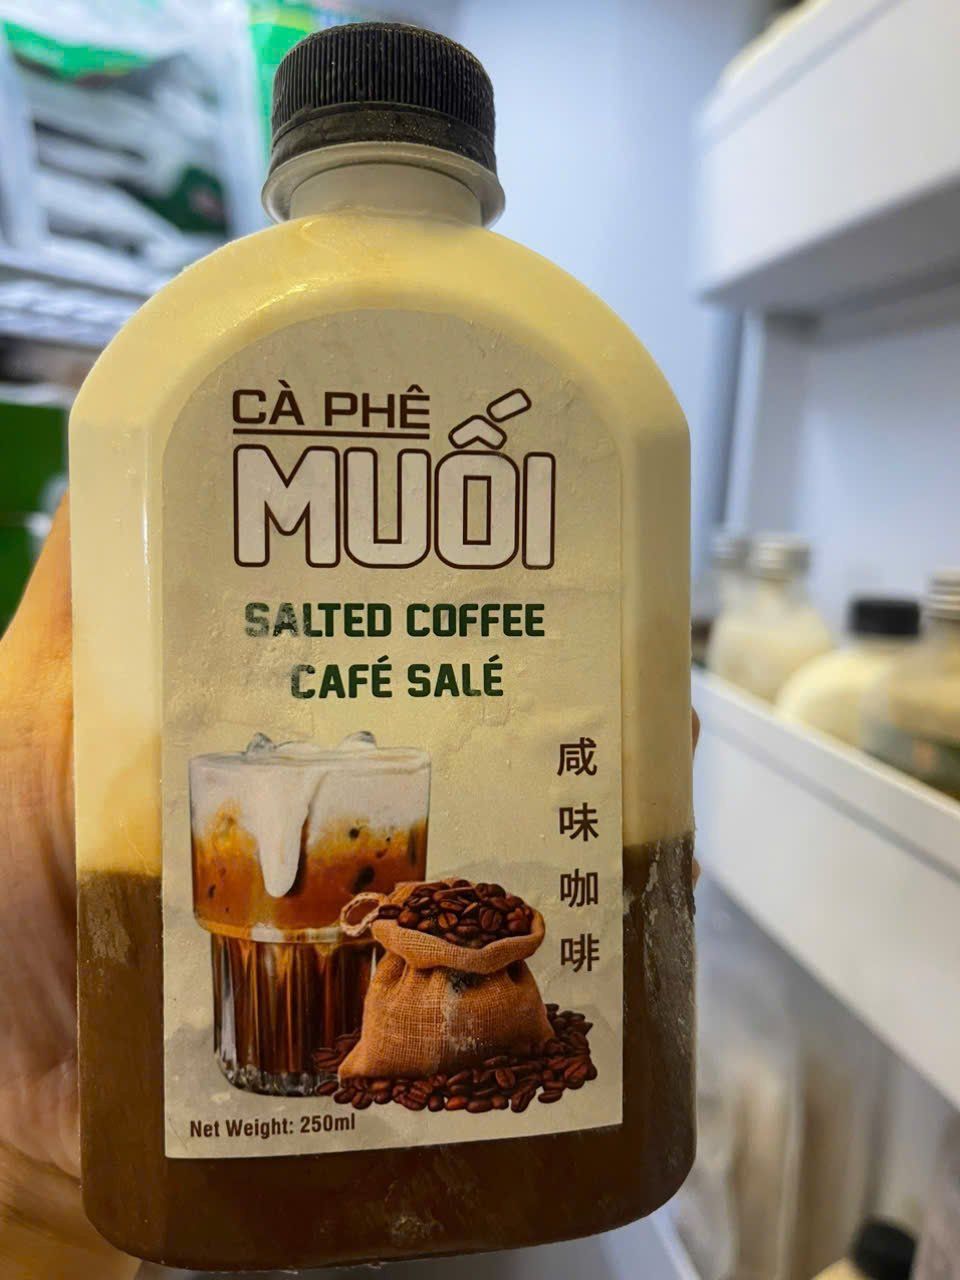 CÀ PHÊ
MUỐI
SALTED COFFEE
CAFÉ SALÉ
咸味咖啡
Net Weight: 250ml